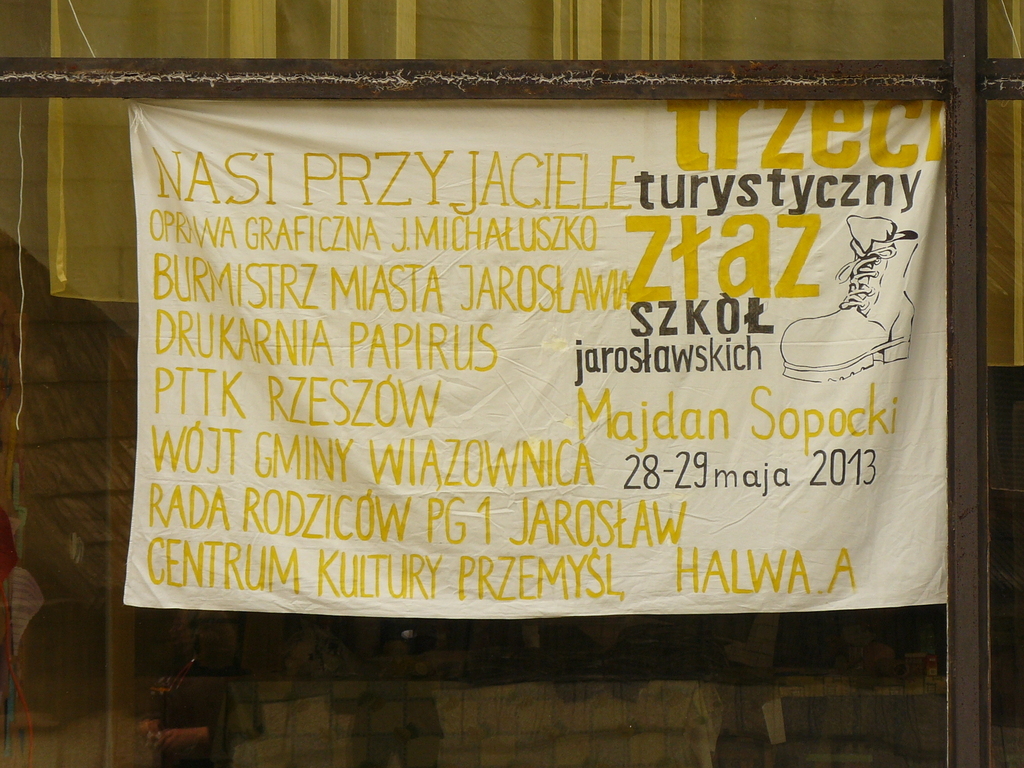 NASI PRZYJACIELE
OPRAWA GRAFICZNA J.MICHAŁUSZKO
BURMISTRZ MIASTA JAROSŁAWIA
DRUKARNIA PAPIRUS
PTTK RZESZÓW
WÓJT GMINY WIĄZOWNICA
RADA RODZICÓW PG 1 JAROSŁAW
CENTRUM KULTURY PRZEMYŚL, HALWA.A
trzeci
turystyczny
złaz
szkòł
jarosławskich
Majdan Sopocki
28-29 maja 2013